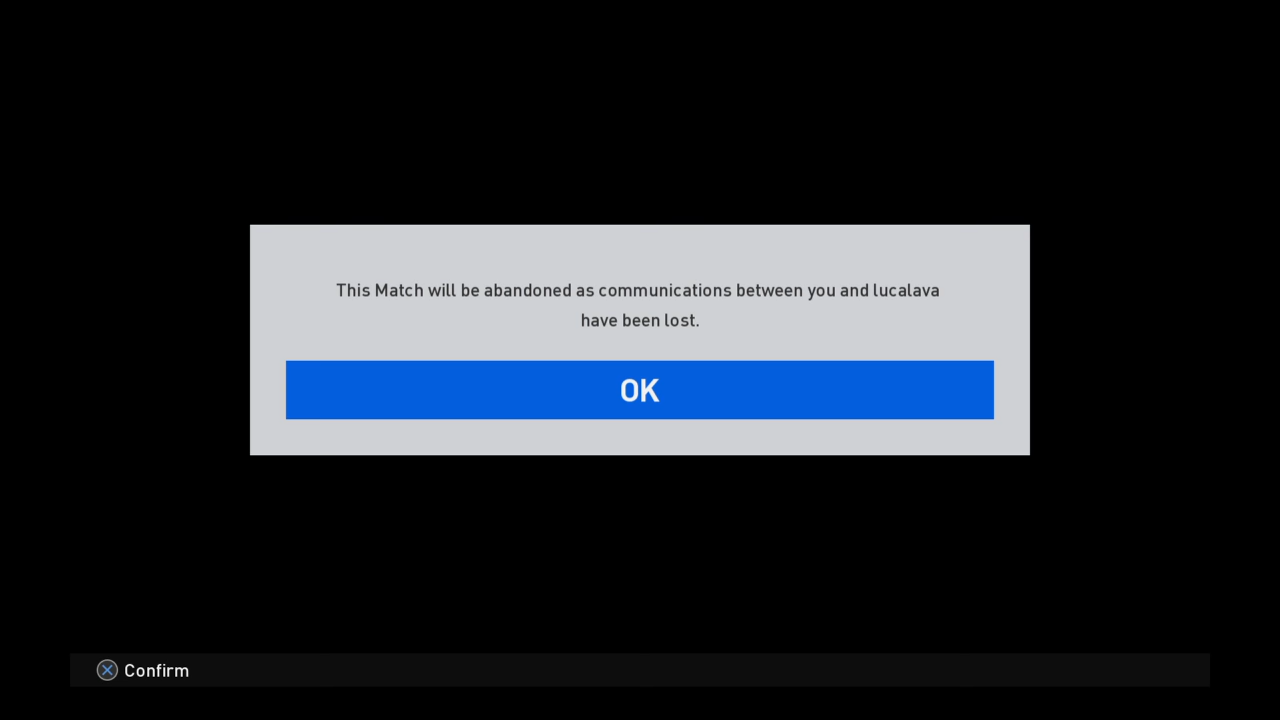 This Match will be abandoned as communications between you and lucalava
have been lost.
OK
Confirm